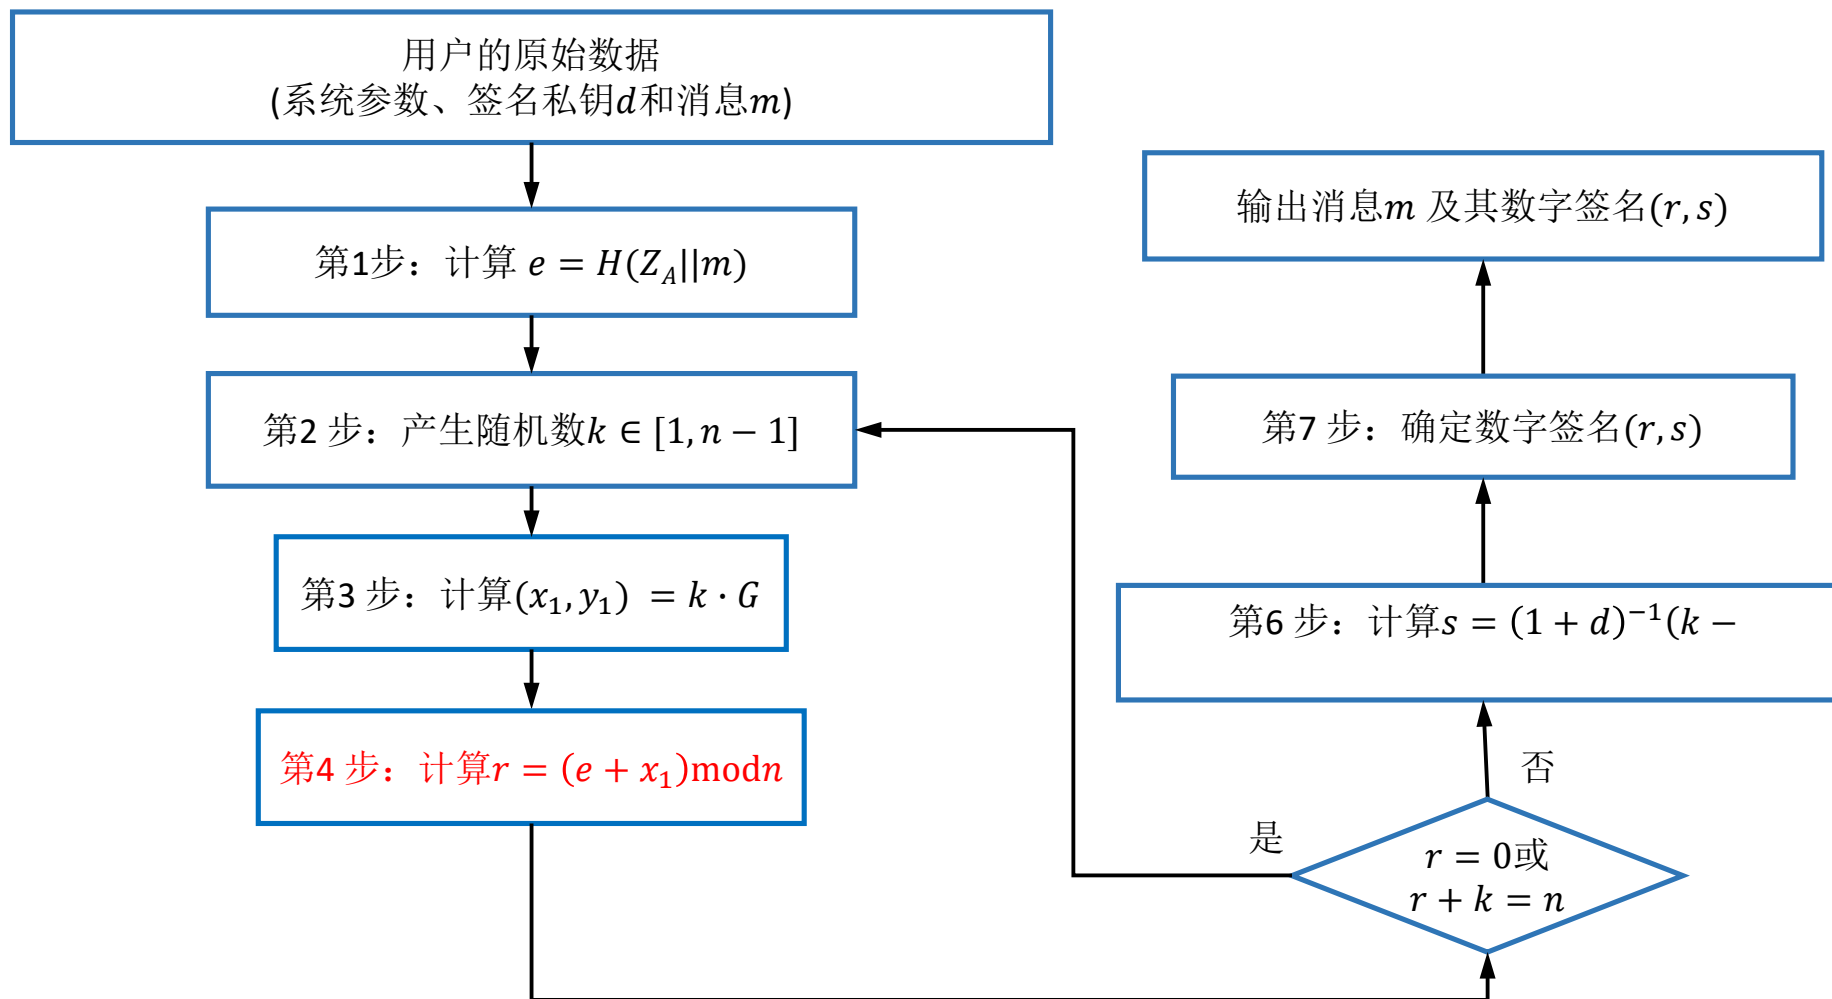 用户的原始数据
(系统参数、签名私钥d和消息m)
第1步：计算 e = H(Z_A||m)
第2 步：产生随机数k ∈ [1, n − 1]
第3 步：计算(x₁, y₁) = k · G
第4 步：计算r = (e + x₁)modn
r = 0或
r + k = n
是
否
第6 步：计算s = (1 + d)⁻¹(k −
第7 步：确定数字签名(r, s)
输出消息m 及其数字签名(r, s)